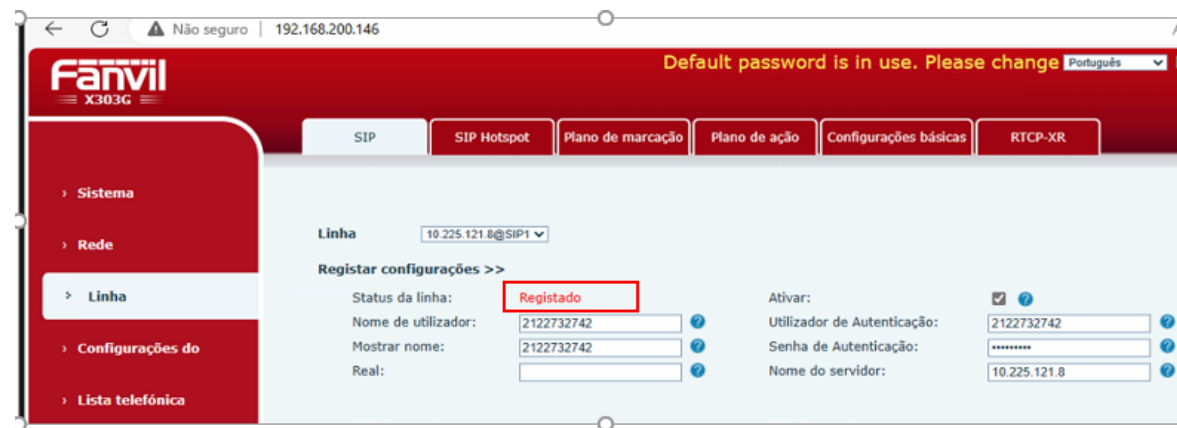 Não seguro 192.168.200.146
Default password is in use. Please change Português
Fanvil
X303G
SIP SIP Hotspot Plano de marcação Plano de ação Configurações básicas RTCP-XR
Sistema
Rede
Linha
Configurações do
Lista telefónica
Linha 10.225.121.8@SIP1
Registar configurações >>
Status da linha: Registado Ativar:
Nome de utilizador: 2122732742 Utilizador de Autenticação: 2122732742
Mostrar nome: 2122732742 Senha de Autenticação: •••••••••
Real: Nome do servidor: 10.225.121.8